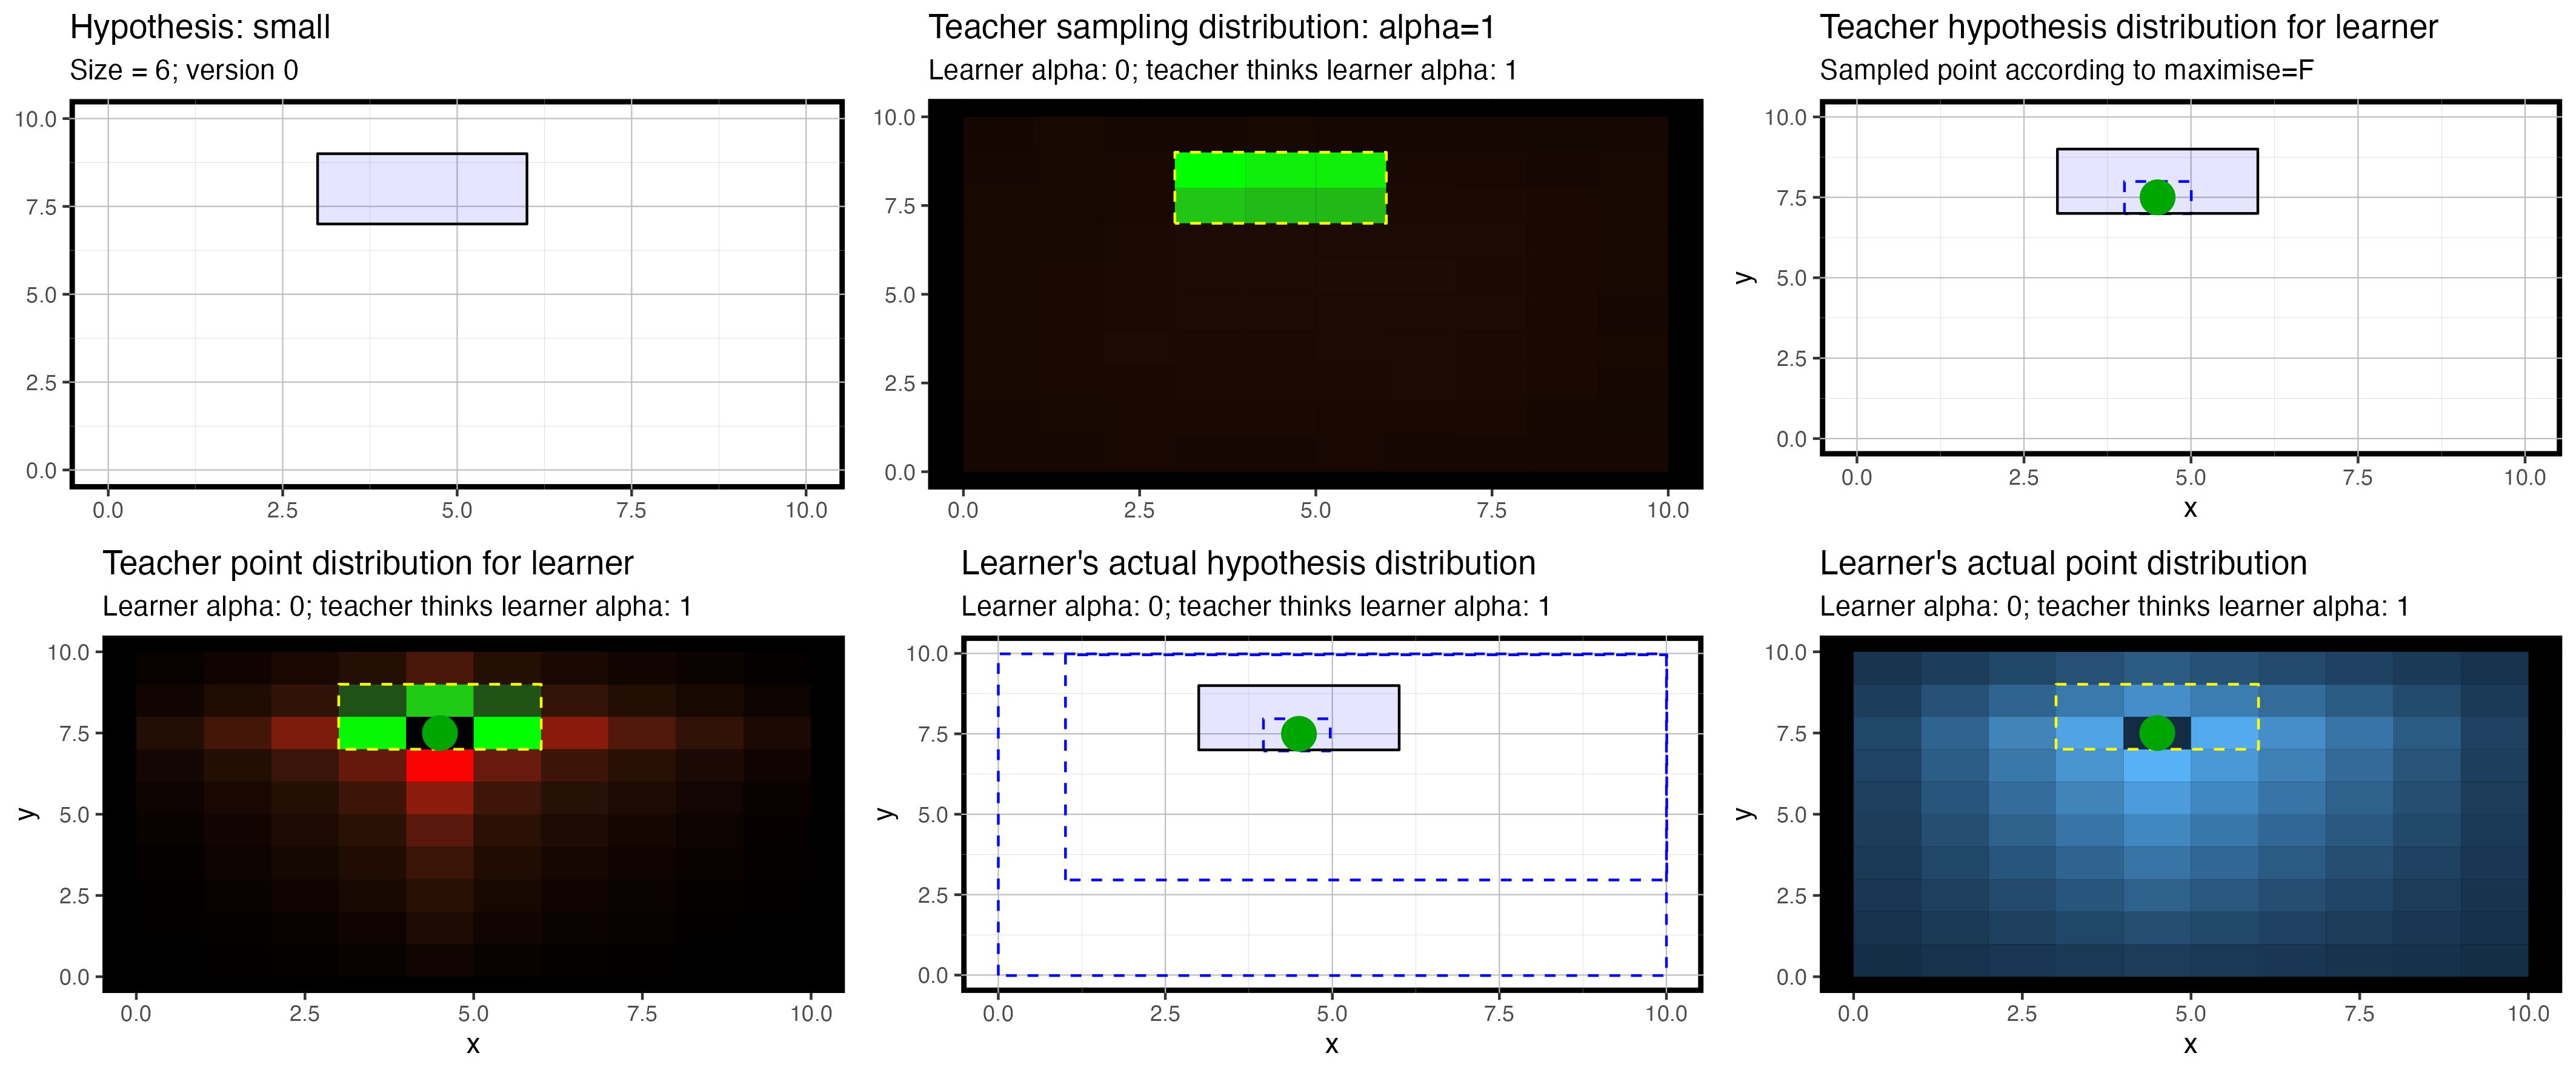 Hypothesis: small
Size = 6; version 0
10.0
7.5
5.0
2.5
0.0
0.0 2.5 5.0 7.5 10.0
Teacher sampling distribution: alpha=1
Learner alpha: 0; teacher thinks learner alpha: 1
10.0
7.5
5.0
2.5
0.0
0.0 2.5 5.0 7.5 10.0
Teacher hypothesis distribution for learner
Sampled point according to maximise=F
10.0
7.5
5.0
2.5
0.0
y
0.0 2.5 5.0 7.5 10.0
x
Teacher point distribution for learner
Learner alpha: 0; teacher thinks learner alpha: 1
10.0
7.5
5.0
2.5
0.0
y
0.0 2.5 5.0 7.5 10.0
x
Learner's actual hypothesis distribution
Learner alpha: 0; teacher thinks learner alpha: 1
10.0
7.5
5.0
2.5
0.0
y
0.0 2.5 5.0 7.5 10.0
x
Learner's actual point distribution
Learner alpha: 0; teacher thinks learner alpha: 1
10.0
7.5
5.0
2.5
0.0
y
0.0 2.5 5.0 7.5 10.0
x